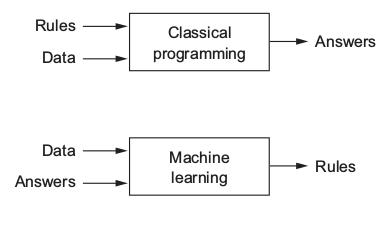 Rules
Data
Classical
programming
Answers
Data
Answers
Machine
learning
Rules